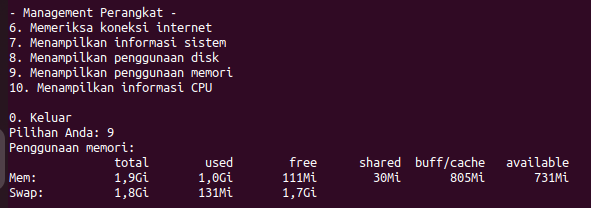 - Management Perangkat -
6. Memeriksa koneksi internet
7. Menampilkan informasi sistem
8. Menampilkan penggunaan disk
9. Menampilkan penggunaan memori
10. Menampilkan informasi CPU
0. Keluar
Pilihan Anda: 9
Penggunaan memori:
total used free shared buff/cache available
Mem: 1,9Gi 1,0Gi 111Mi 30Mi 805Mi 731Mi
Swap: 1,8Gi 131Mi 1,7Gi